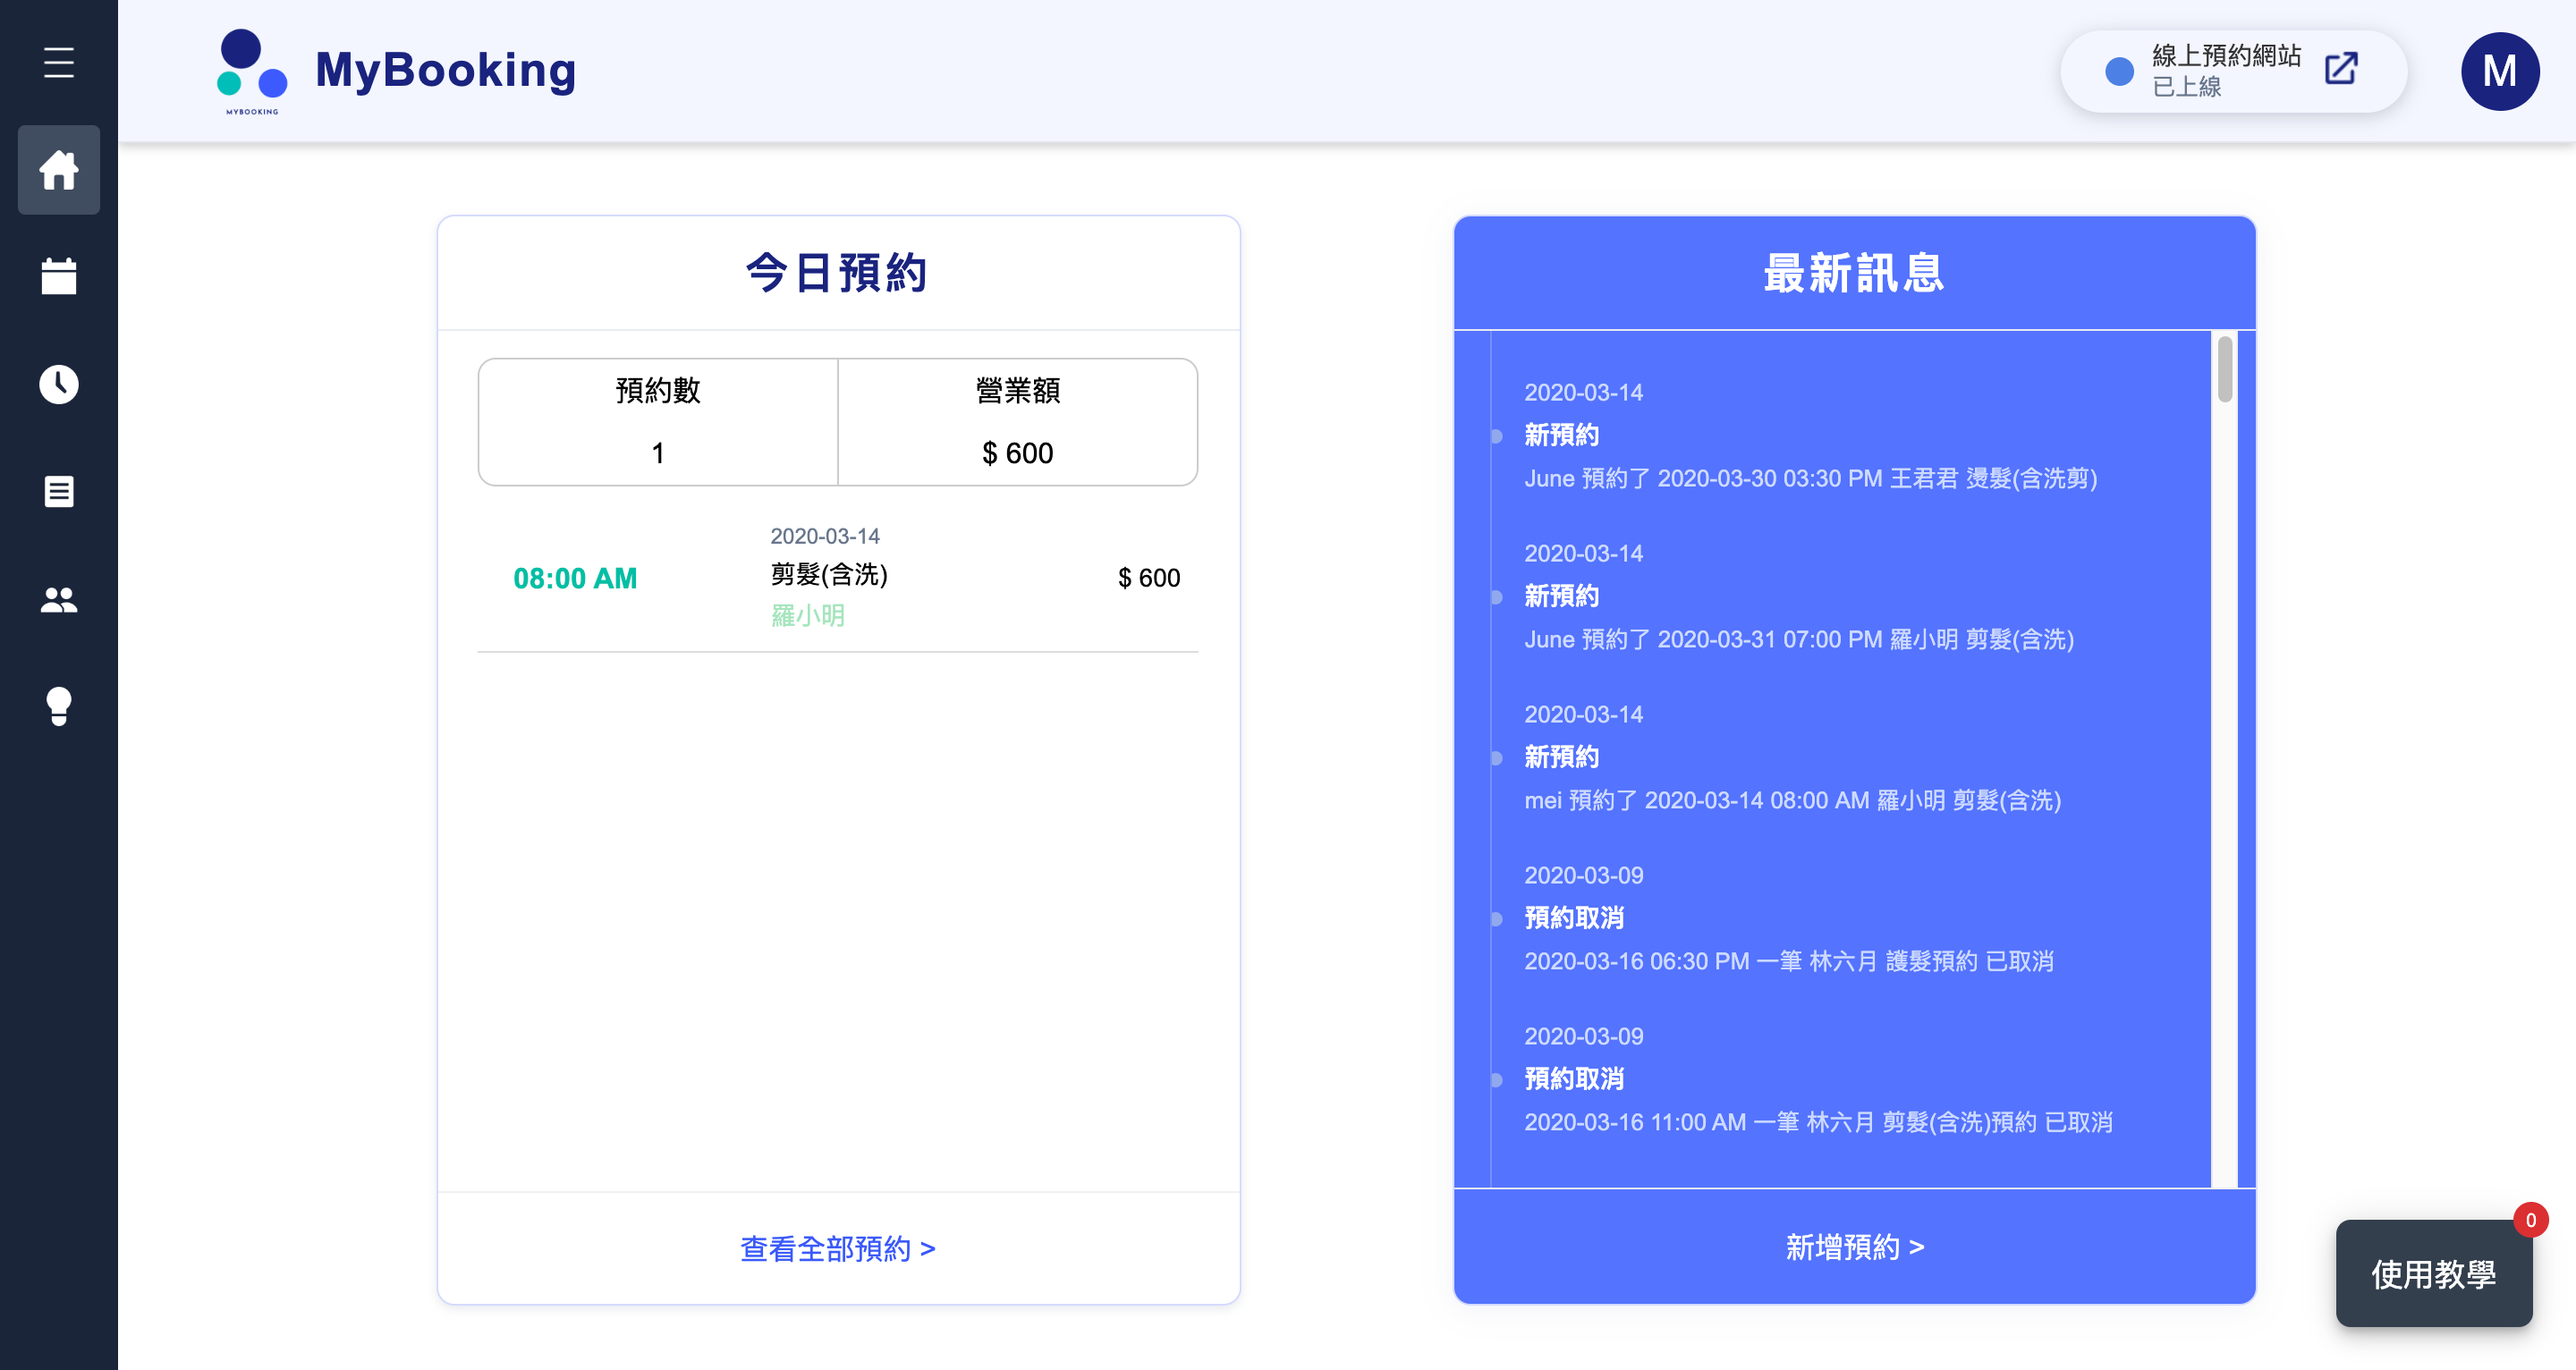 MYBOOKING
MyBooking
線上預約網站
已上線
M
今日預約
預約數
營業額
1
$ 600
2020-03-14
08:00 AM
剪髮(含洗)
$ 600
羅小明
查看全部預約 >
最新訊息
2020-03-14
新預約
June 預約了 2020-03-30 03:30 PM 王君君 燙髮(含洗剪)
2020-03-14
新預約
June 預約了 2020-03-31 07:00 PM 羅小明 剪髮(含洗)
2020-03-14
新預約
mei 預約了 2020-03-14 08:00 AM 羅小明 剪髮(含洗)
2020-03-09
預約取消
2020-03-16 06:30 PM 一筆 林六月 護髮預約 已取消
2020-03-09
預約取消
2020-03-16 11:00 AM 一筆 林六月 剪髮(含洗)預約 已取消
新增預約 >
0
使用教學